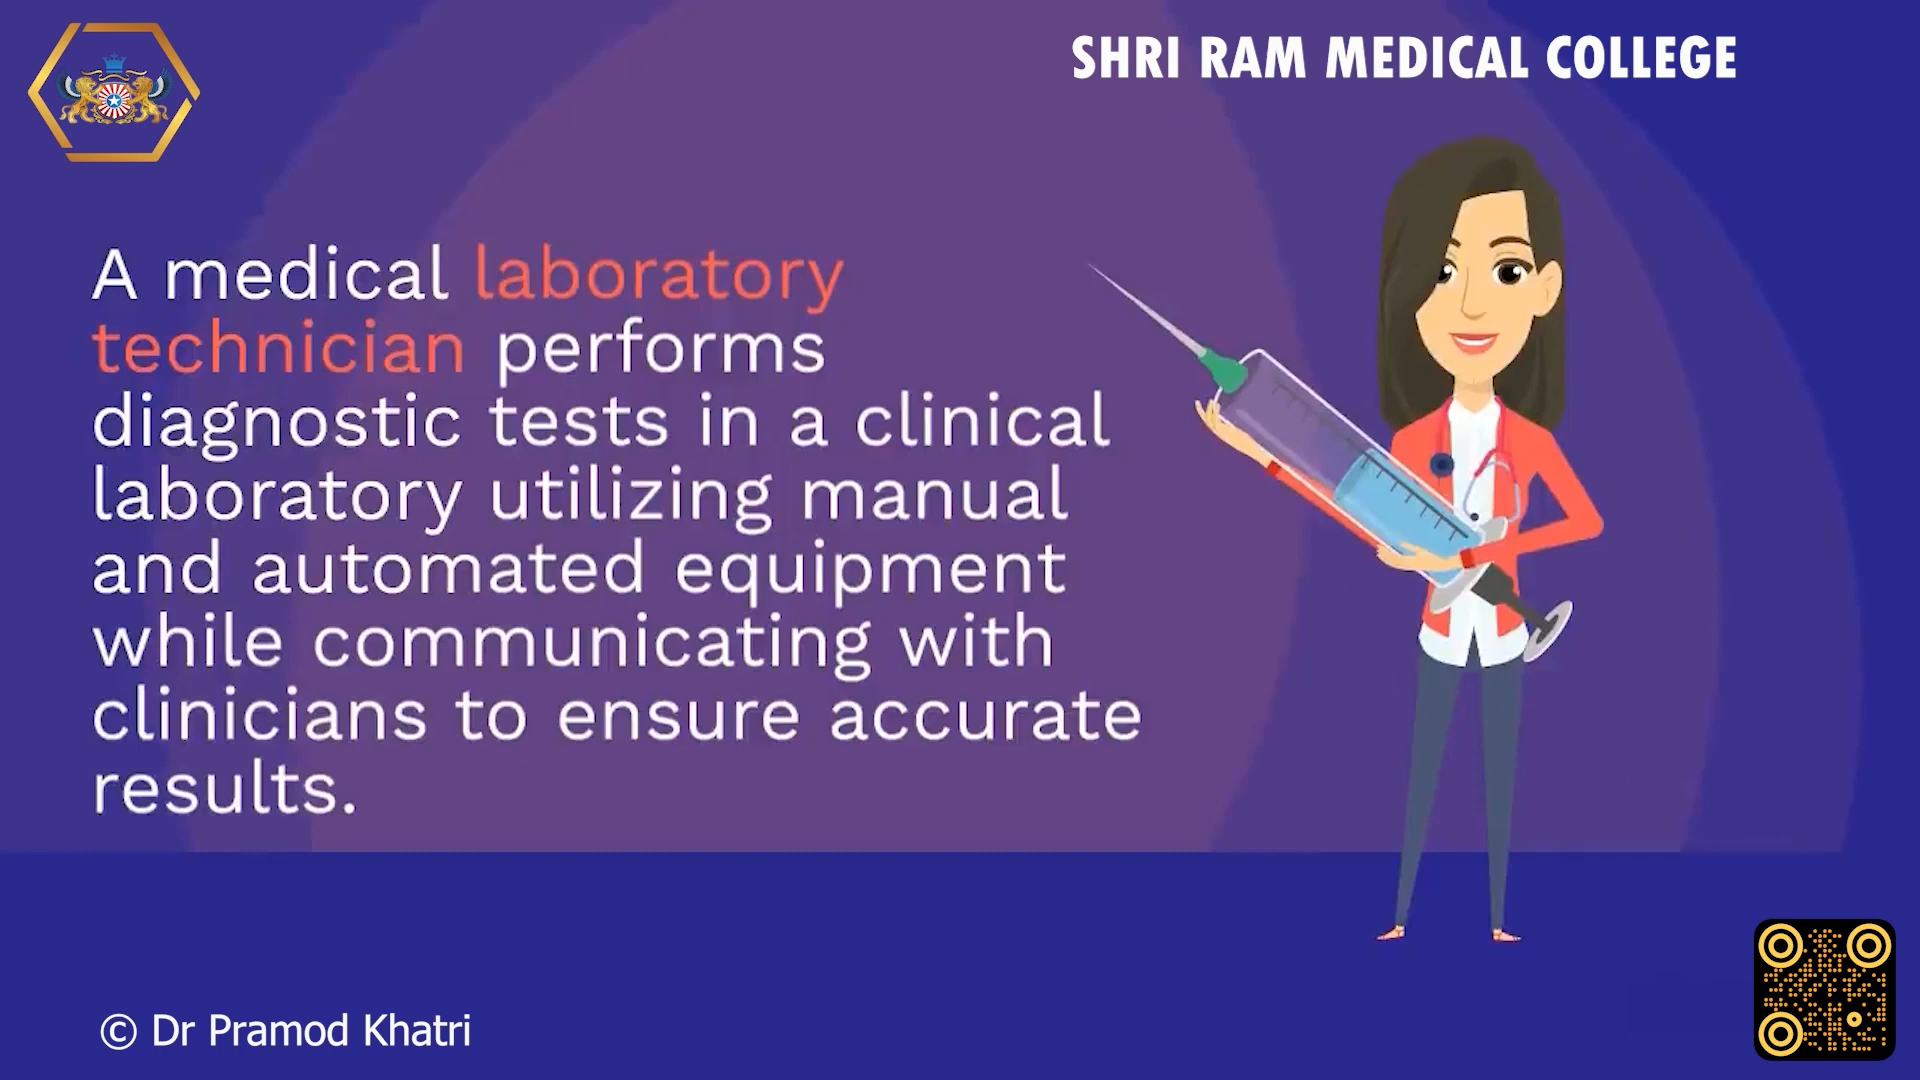 SHRI RAM MEDICAL COLLEGE
A medical laboratory
technician performs
diagnostic tests in a clinical
laboratory utilizing manual
and automated equipment
while communicating with
clinicians to ensure accurate
results.
© Dr Pramod Khatri